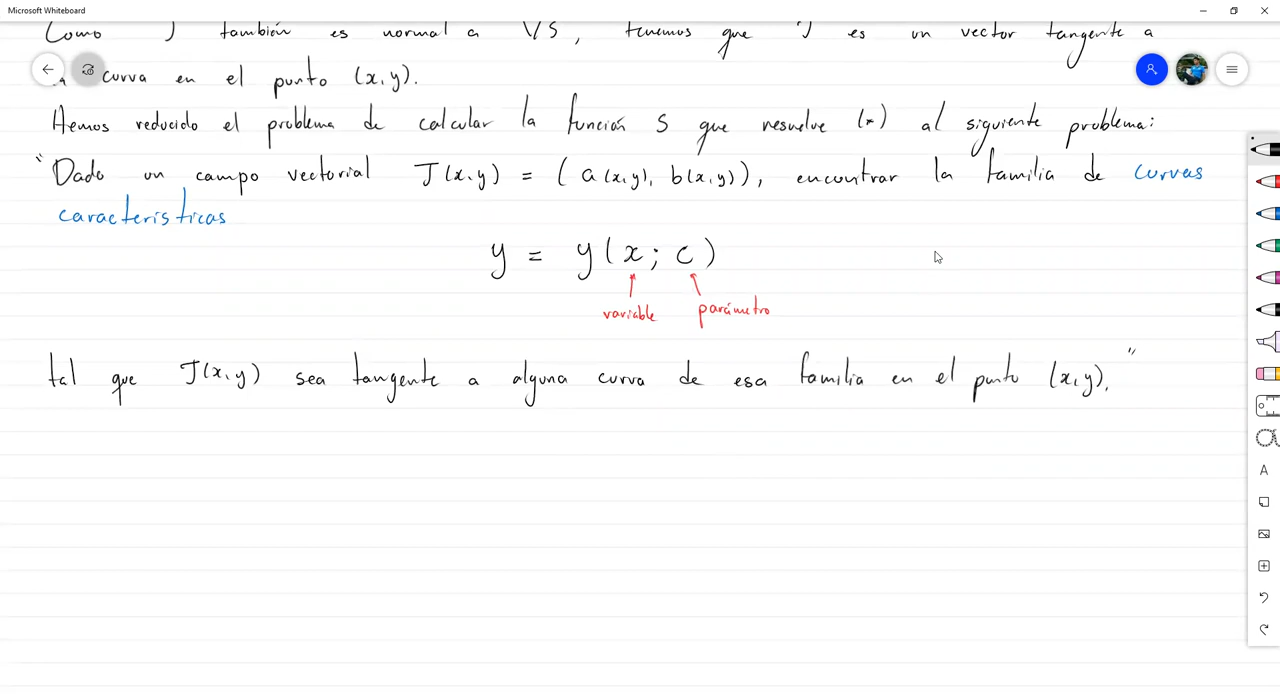 Microsoft Whiteboard
Como J también es normal a ∇S, tenemos que J es un vector tangente a
curva en el punto (x,y).
Hemos reducido el problema de calcular la función S que resuelve (*) al siguiente problema:
"Dado un campo vectorial J(x,y) = (a(x,y), b(x,y)), encontrar la familia de curvas
características
y = y(x; c)
variable parámetro
tal que J(x,y) sea tangente a alguna curva de esa familia en el punto (x,y)."
A